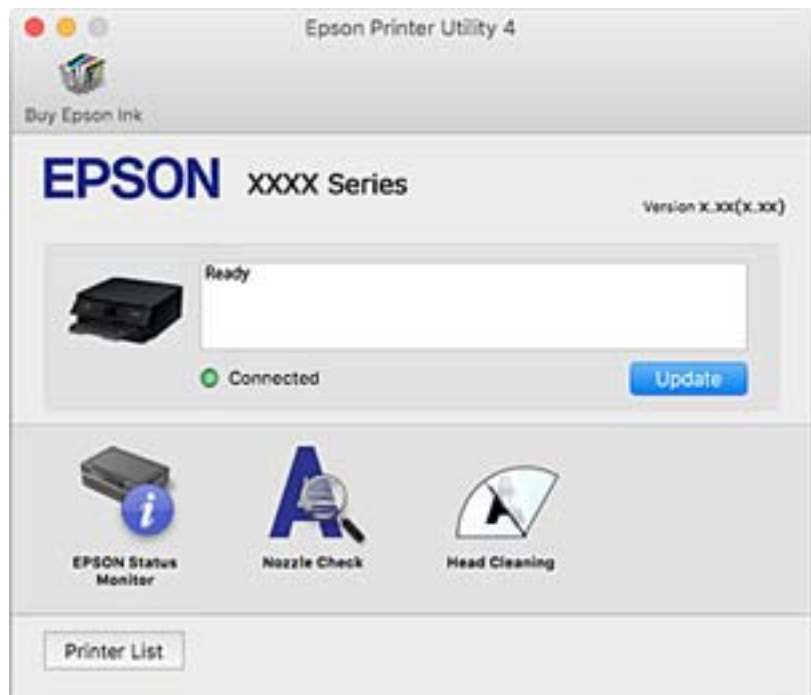 Epson Printer Utility 4
Buy Epson Ink
EPSON XXXX Series
Version x.xx(x.xx)
Ready
Connected
Update
EPSON Status
Monitor
Nozzle Check
Head Cleaning
Printer List